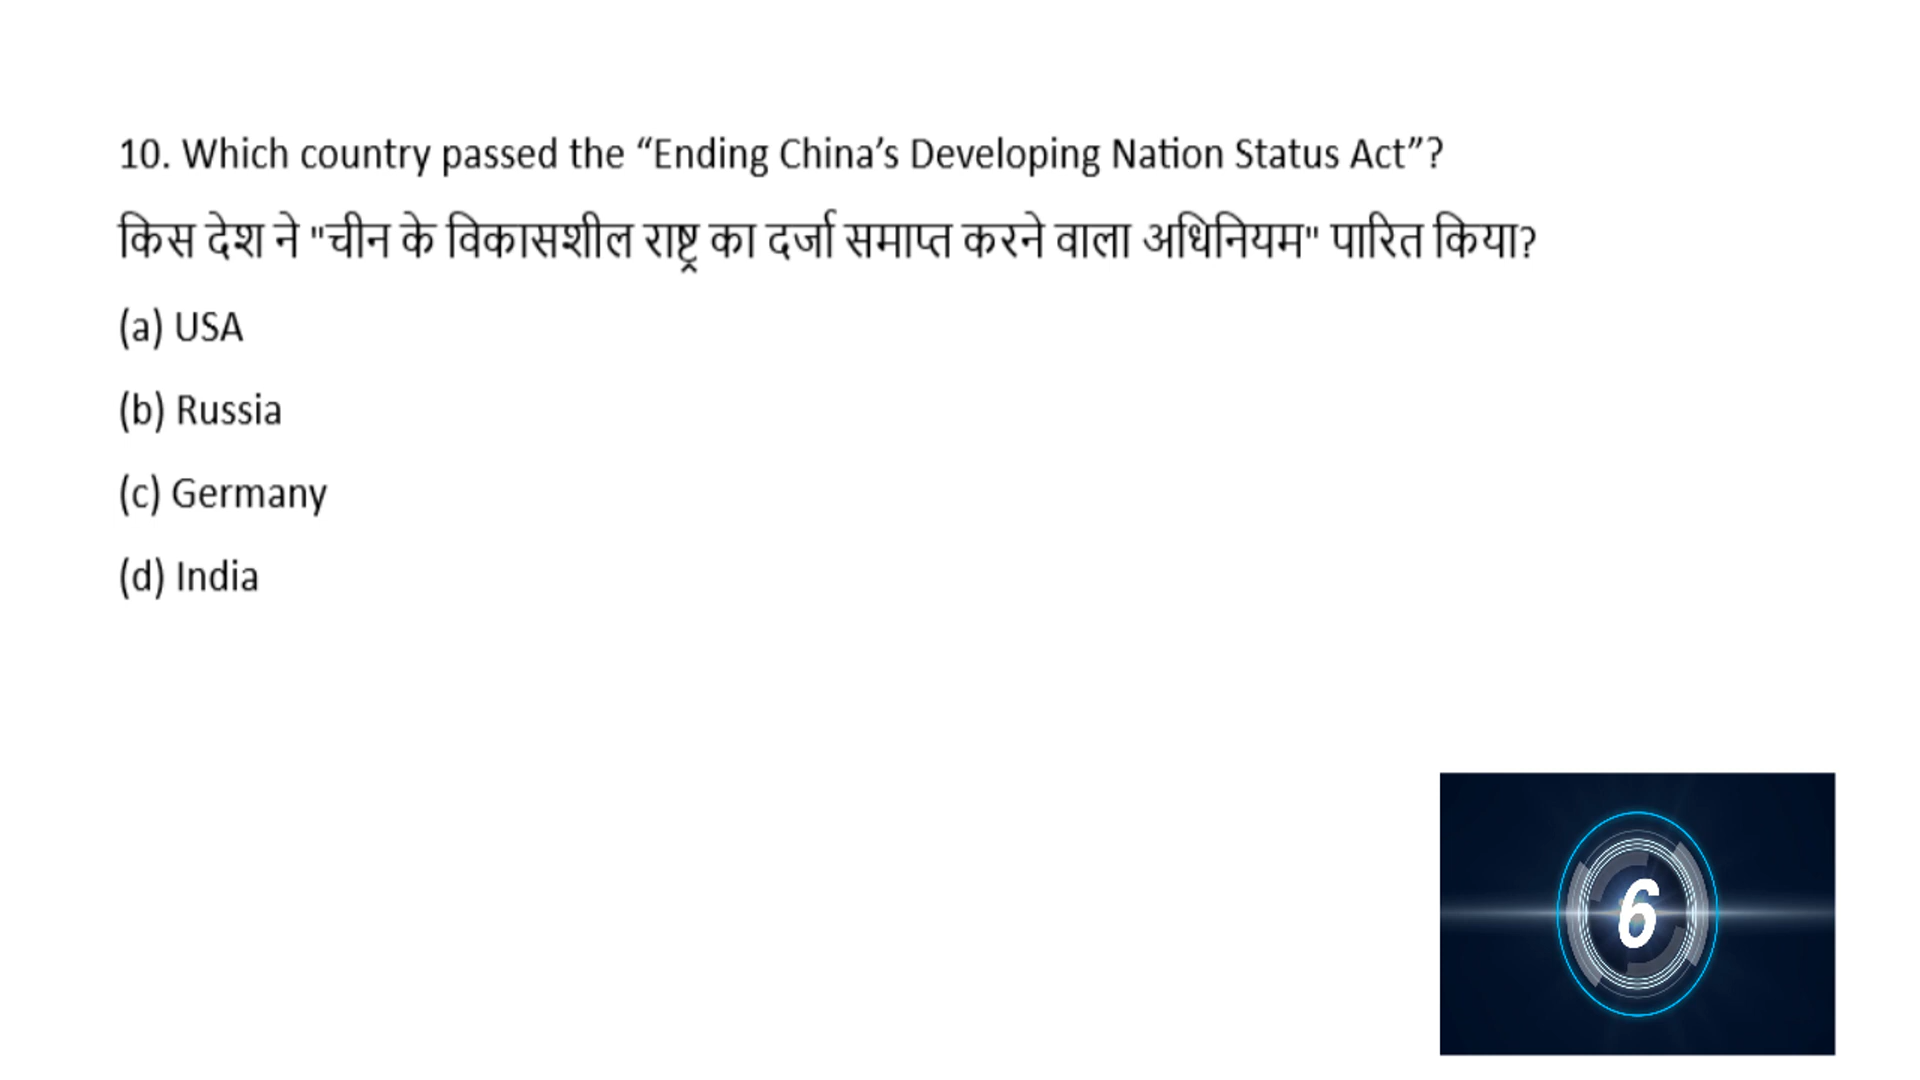 10. Which country passed the “Ending China’s Developing Nation Status Act”?
किस देश ने "चीन के विकासशील राष्ट्र का दर्जा समाप्त करने वाला अधिनियम" पारित किया?
(a) USA
(b) Russia
(c) Germany
(d) India
6